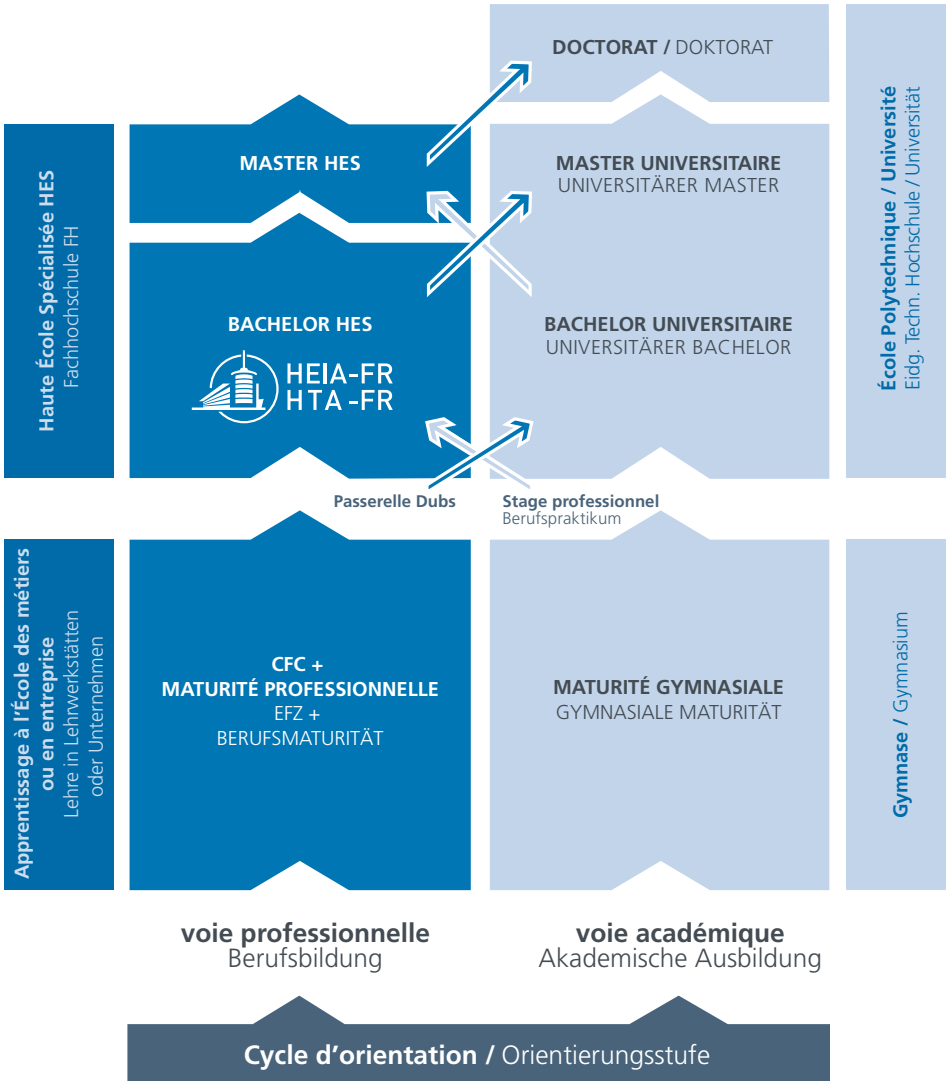 DOCTORAT / DOKTORAT
MASTER HES
MASTER UNIVERSITAIRE
UNIVERSITÄRER MASTER
Haute École Spécialisée HES
Fachhochschule FH
École Polytechnique / Université
Eidg. Techn. Hochschule / Universität
BACHELOR HES
HEIA-FR
HTA-FR
BACHELOR UNIVERSITAIRE
UNIVERSITÄRER BACHELOR
Passerelle Dubs
Stage professionnel
Berufspraktikum
Apprentissage à l'École des métiers
ou en entreprise
Lehre in Lehrwerkstätten
oder Unternehmen
CFC +
MATURITÉ PROFESSIONNELLE
EFZ +
BERUFSMATURITÄT
MATURITÉ GYMNASIALE
GYMNASIALE MATURITÄT
Gymnase / Gymnasium
voie professionnelle
Berufsbildung
voie académique
Akademische Ausbildung
Cycle d'orientation / Orientierungsstufe